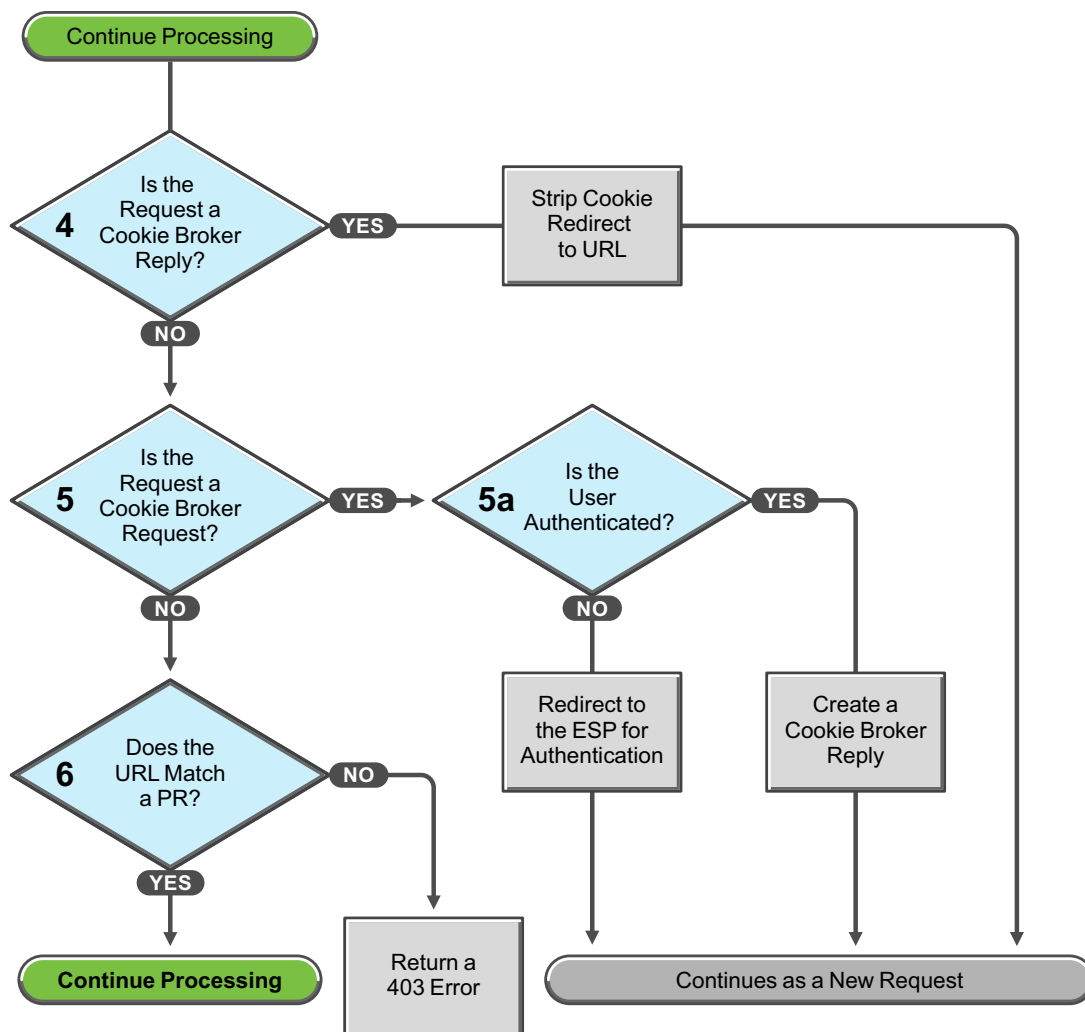 Continue Processing
4
Is the
Request a
Cookie Broker
Reply?
YES
Strip Cookie
Redirect
to URL
NO
5
Is the
Request a
Cookie Broker
Request?
YES
5a
Is the
User
Authenticated?
YES
NO
NO
Redirect to
the ESP for
Authentication
Create a
Cookie Broker
Reply
6
Does the
URL Match
a PR?
NO
YES
Continue Processing
Return a
403 Error
Continues as a New Request